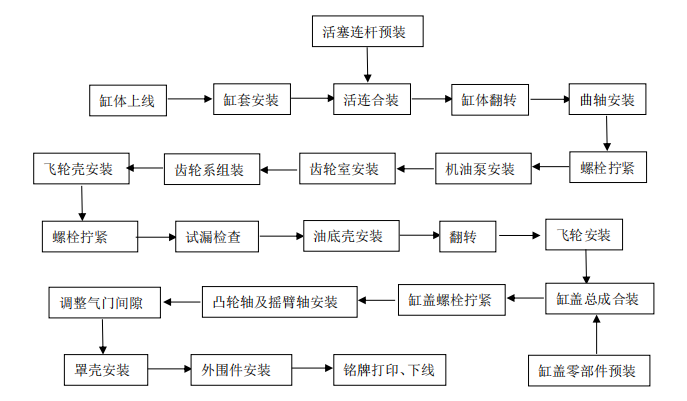 活塞连杆预装
缸体上线
缸套安装
活连合装
缸体翻转
曲轴安装
飞轮壳安装
齿轮系组装
齿轮室安装
机油泵安装
螺栓拧紧
螺栓拧紧
试漏检查
油底壳安装
翻转
飞轮安装
调整气门间隙
凸轮轴及摇臂轴安装
缸盖螺栓拧紧
缸盖总成合装
罩壳安装
外围件安装
铭牌打印、下线
缸盖零部件预装